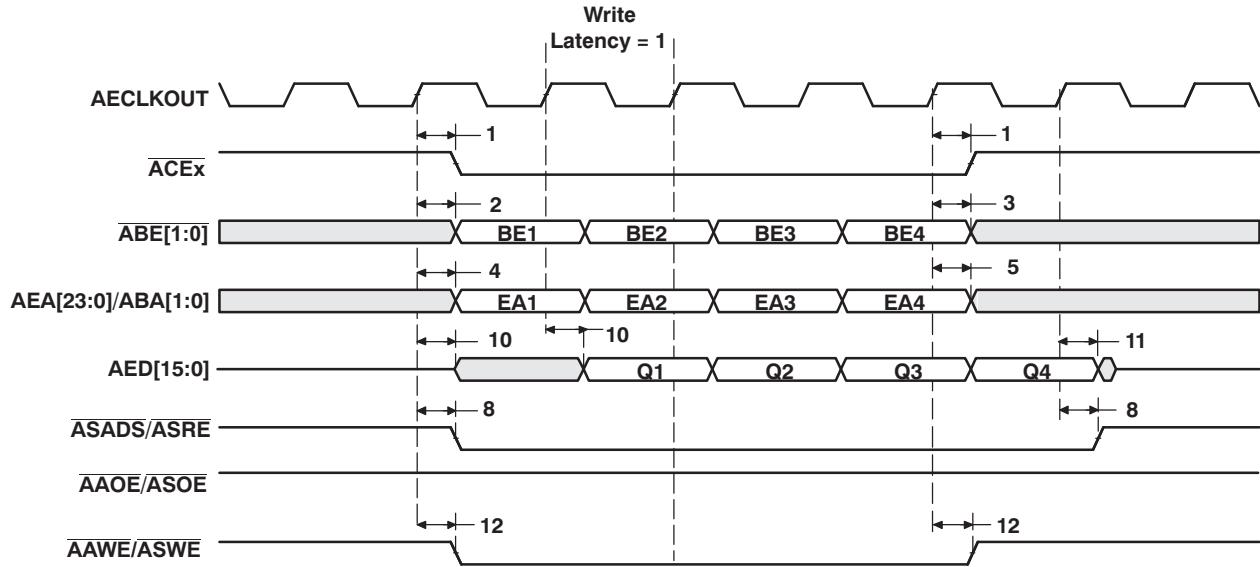 Write
Latency = 1
AECLKOUT
1 1
ACEx
2 3
ABE[1:0] BE1 BE2 BE3 BE4
4 5
AEA[23:0]/ABA[1:0] EA1 EA2 EA3 EA4
10 10 11
AED[15:0] Q1 Q2 Q3 Q4
8 8
ASADS/ASRE
AAOE/ASOE
12 12
AAWE/ASWE